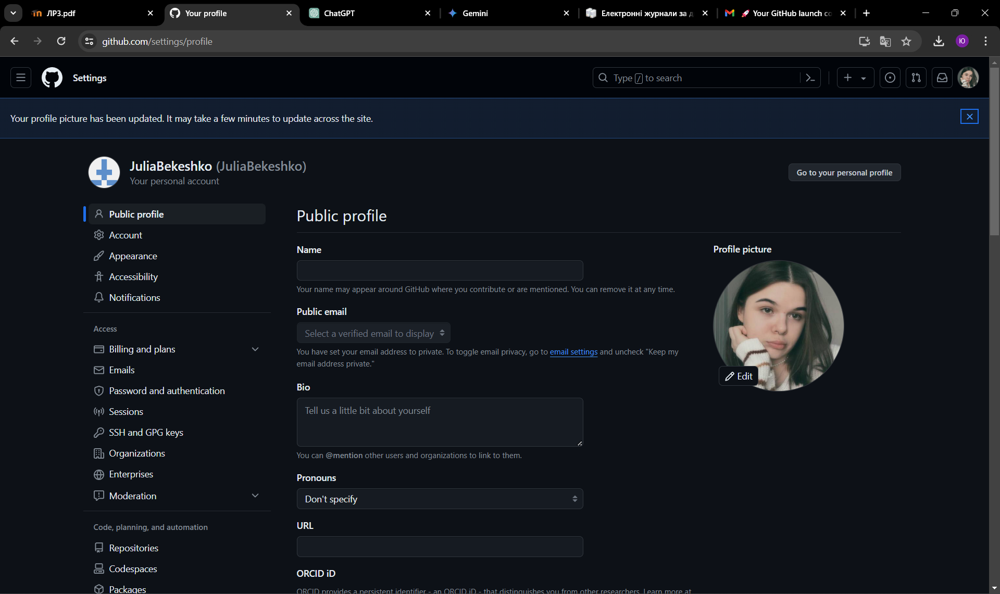 ЛР3.pdf
Your profile
ChatGPT
Gemini
Електронні журнали за д
Your GitHub launch co
github.com/settings/profile
Ю
Settings
Type / to search
Your profile picture has been updated. It may take a few minutes to update across the site.
JuliaBekeshko (JuliaBekeshko)
Your personal account
Go to your personal profile
Public profile
Account
Appearance
Accessibility
Notifications
Access
Billing and plans
Emails
Password and authentication
Sessions
SSH and GPG keys
Organizations
Enterprises
Moderation
Code, planning, and automation
Repositories
Codespaces
Packages
Public profile
Name
Your name may appear around GitHub where you contribute or are mentioned. You can remove it at any time.
Public email
Select a verified email to display
You have set your email address to private. To toggle email privacy, go to email settings and uncheck "Keep my
email address private."
Bio
Tell us a little bit about yourself
You can @mention other users and organizations to link to them.
Pronouns
Don't specify
URL
ORCID iD
ORCID provides a persistent identifier - an ORCID iD - that distinguishes you from other researchers. Learn more at
Profile picture
Edit